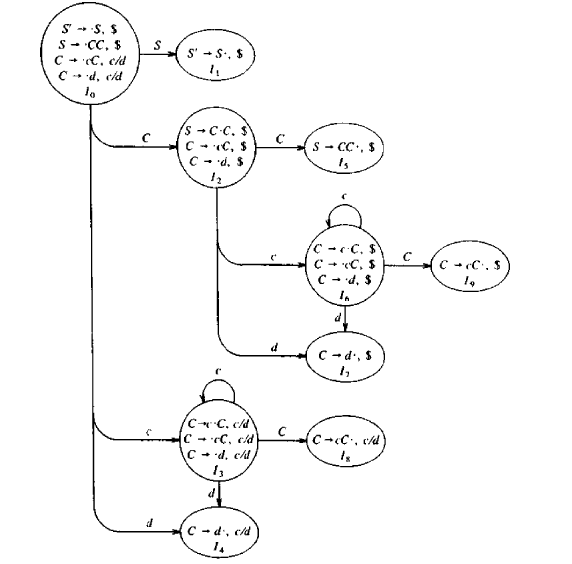 S' → ·S, $
S → ·CC, $
C → ·cC, c/d
C → ·d, c/d
I₀
S
S' → S·, $
I₁
C
S → C·C, $
C → ·cC, $
C → ·d, $
I₂
C
S → CC·, $
I₅
c
c
C → c·C, $
C → ·cC, $
C → ·d, $
I₆
C
C → cC·, $
I₉
d
d
C → d·, $
I₇
c
c
C→c·C, c/d
C → ·cC, c/d
C → ·d, c/d
I₃
C
C→cC·, c/d
I₈
d
d
C → d·, c/d
I₄